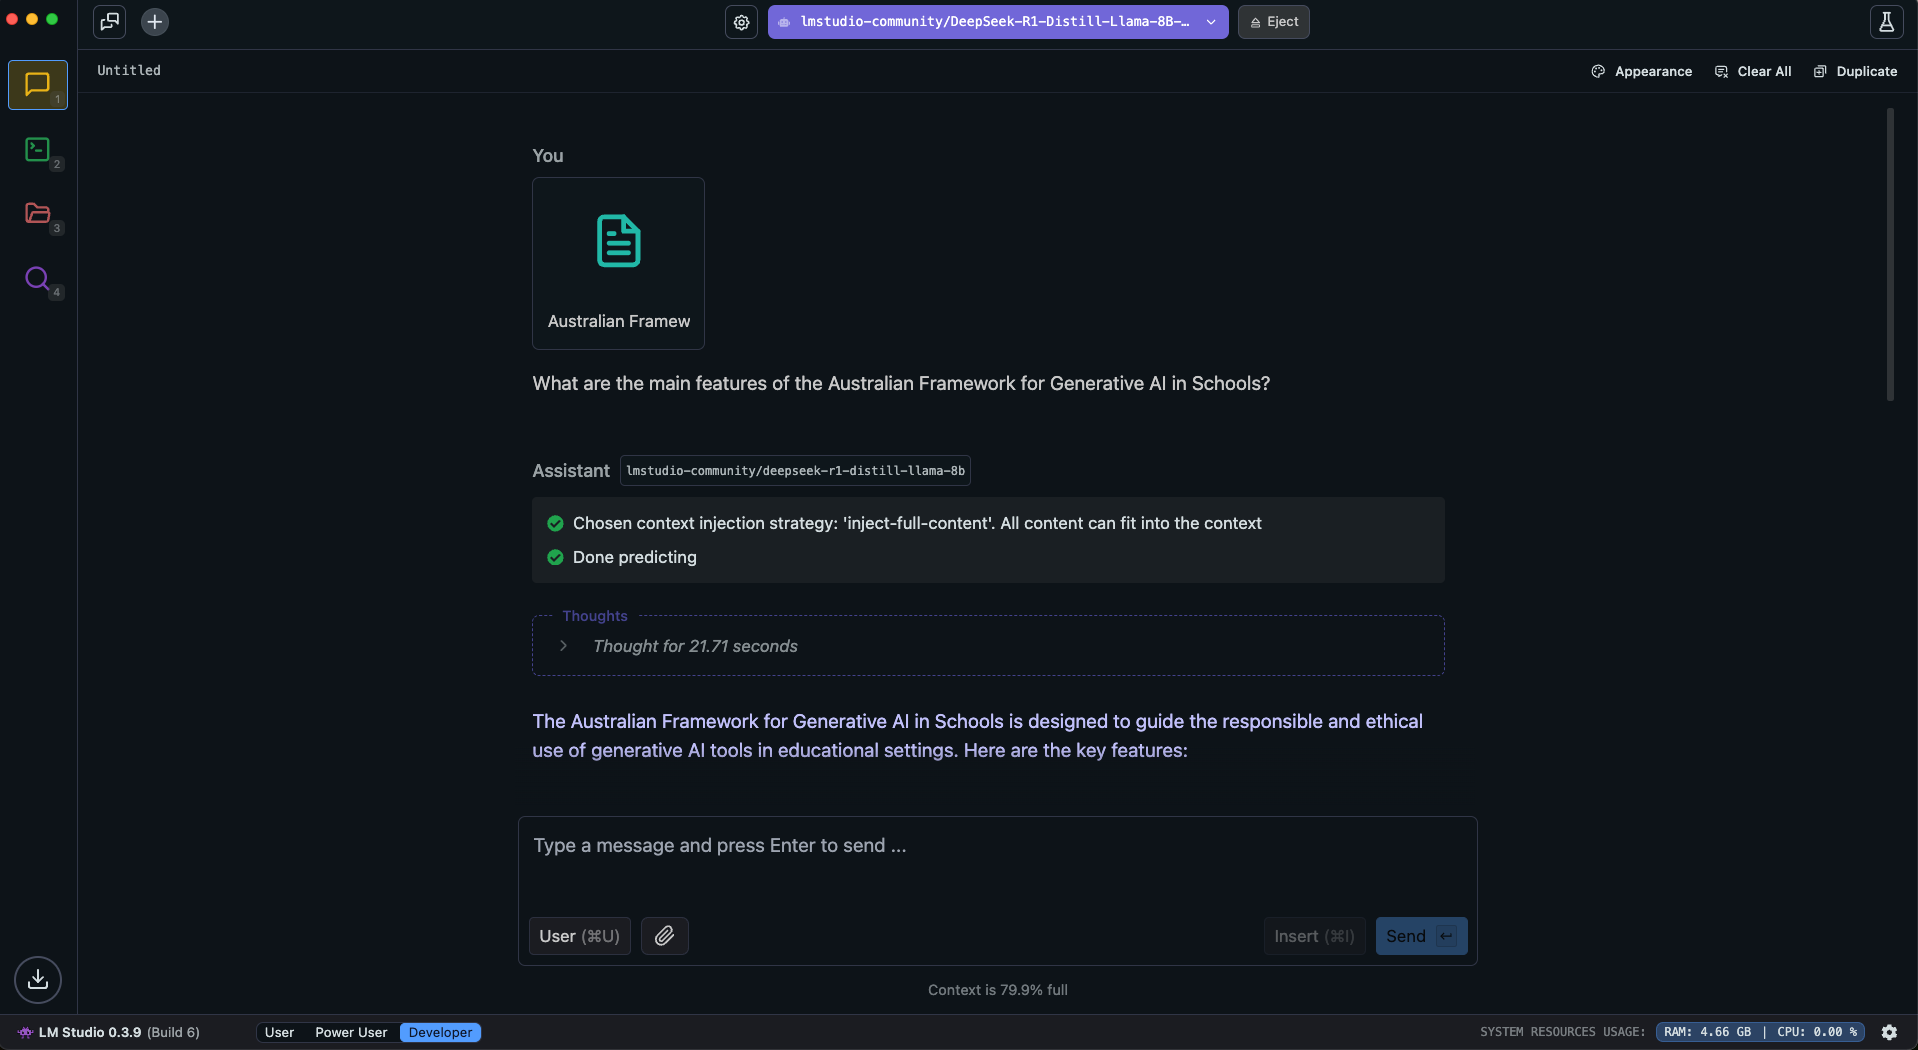 lmstudio-community/DeepSeek-R1-Distill-Llama-8B-…
Eject
Untitled
Appearance
Clear All
Duplicate
1
2
3
4
You
Australian Framew
What are the main features of the Australian Framework for Generative AI in Schools?
Assistant lmstudio-community/deepseek-r1-distill-llama-8b
Chosen context injection strategy: 'inject-full-content'. All content can fit into the context
Done predicting
Thoughts
Thought for 21.71 seconds
The Australian Framework for Generative AI in Schools is designed to guide the responsible and ethical
use of generative AI tools in educational settings. Here are the key features:
Type a message and press Enter to send ...
User (⌘U)
Insert (⌘I)
Send
Context is 79.9% full
LM Studio 0.3.9 (Build 6)
User Power User Developer
SYSTEM RESOURCES USAGE: RAM: 4.66 GB | CPU: 0.00 %